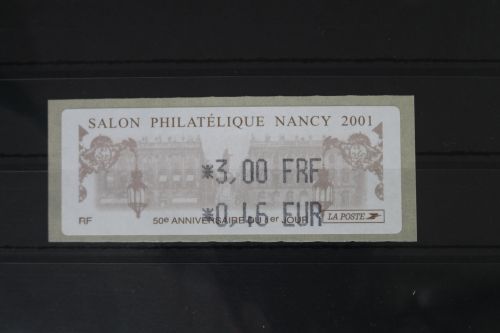 SALON PHILATÉLIQUE NANCY 2001
*3,00 FRF
*0,46 EUR
RF 50e ANNIVERSAIRE DU 1er JOUR LA POSTE